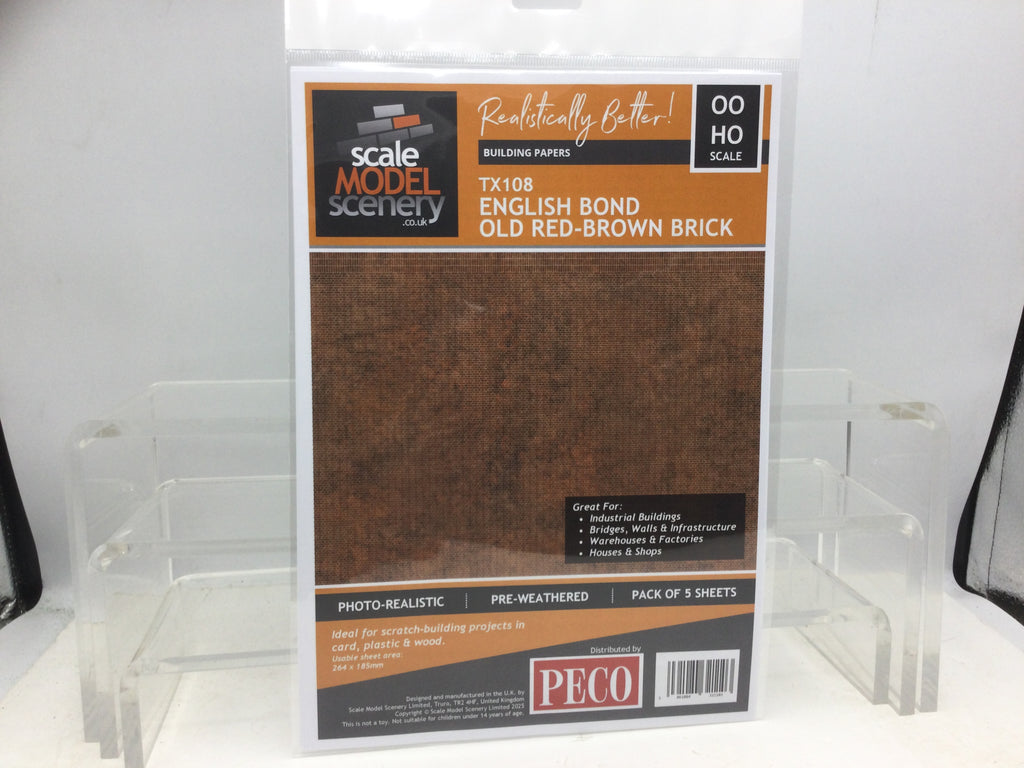 scale
MODEL
scenery
.co.uk
Realistically Better!
BUILDING PAPERS
OO
HO
SCALE
TX108
ENGLISH BOND
OLD RED-BROWN BRICK
Great For:
• Industrial Buildings
• Bridges, Walls & Infrastructure
• Warehouses & Factories
• Houses & Shops
PHOTO-REALISTIC
PRE-WEATHERED
PACK OF 5 SHEETS
Ideal for scratch-building projects in
card, plastic & wood.
Usable sheet area:
264 x 185mm
Distributed by
PECO
Designed and manufactured in the U.K. by
Scale Model Scenery Limited, Truro, TR2 4HF, United Kingdom
Copyright © Scale Model Scenery Limited 2025
This is not a toy. Not suitable for children under 14 years of age.